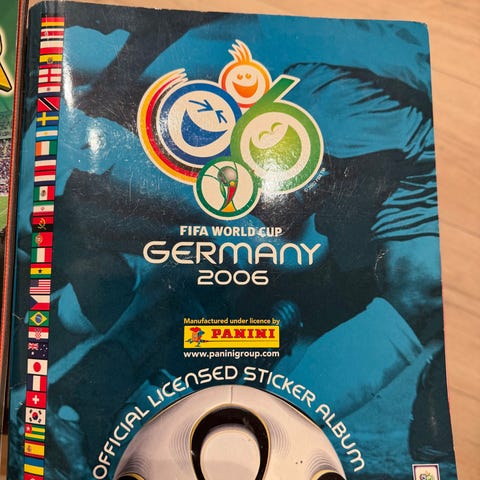 FIFA WORLD CUP
GERMANY
2006
Manufactured under licence by
PANINI
www.paninigroup.com
OFFICIAL LICENSED STICKER ALBUM